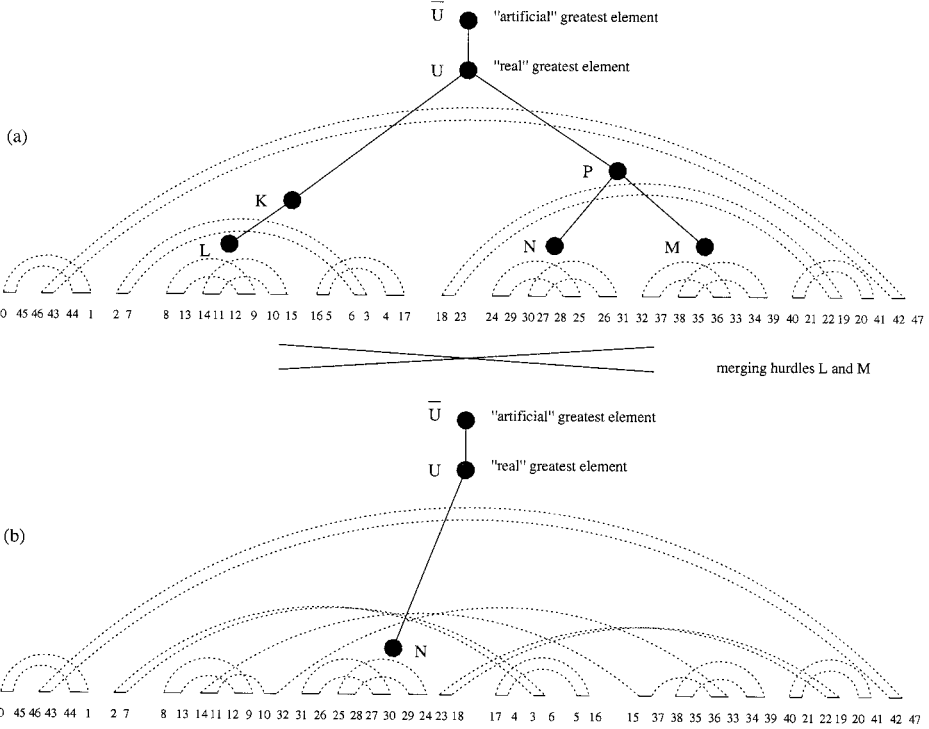 U "artificial" greatest element
U "real" greatest element
(a)
P
K
L N M
0 45 46 43 44 1 2 7 8 13 14 11 12 9 10 15 16 5 6 3 4 17 18 23 24 29 30 27 28 25 26 31 32 37 38 35 36 33 34 39 40 21 22 19 20 41 42 47
merging hurdles L and M
U "artificial" greatest element
U "real" greatest element
(b)
N
0 45 46 43 44 1 2 7 8 13 14 11 12 9 10 32 31 26 25 28 27 30 29 24 23 18 17 4 3 6 5 16 15 37 38 35 36 33 34 39 40 21 22 19 20 41 42 47